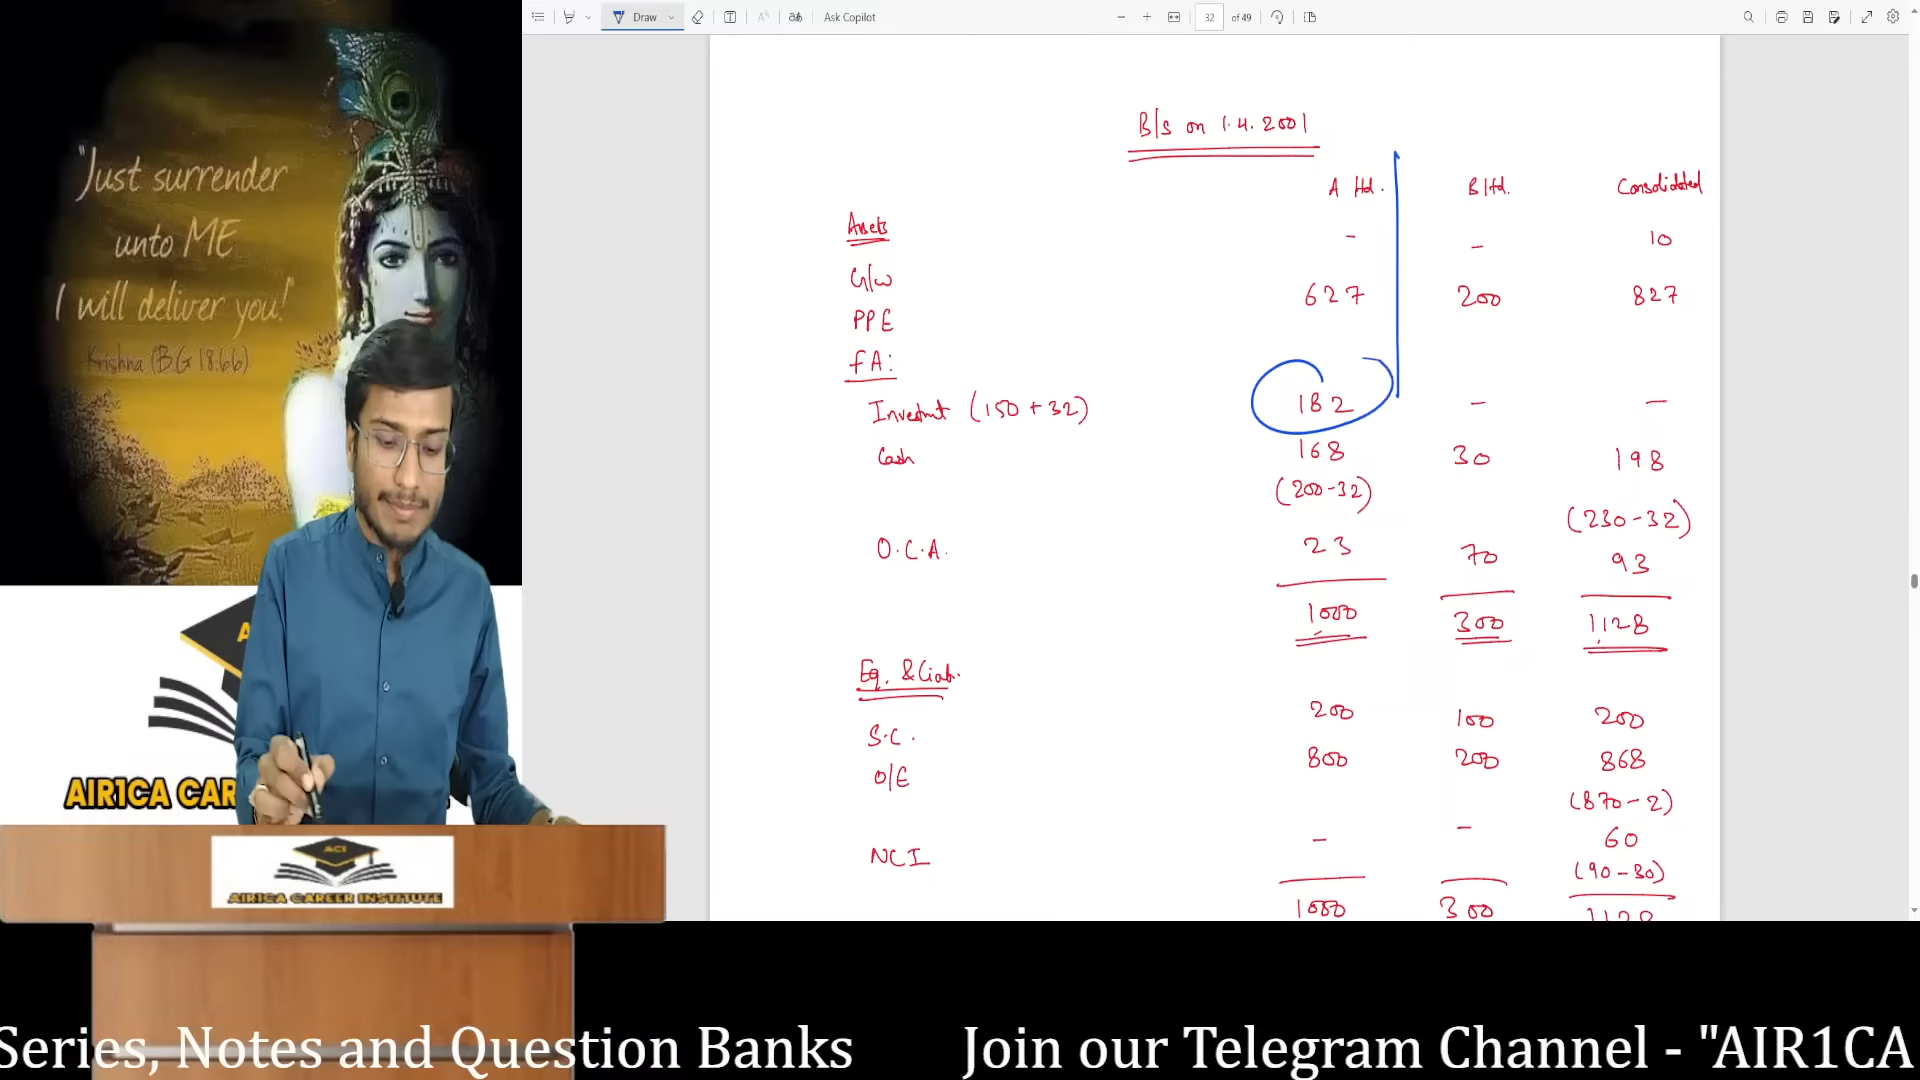 Draw
Ask Copilot
32 of 49
"Just surrender
unto ME
I will deliver you!"
- Krishna (B.G 18.66)
B/s on 1.4.2001
A ltd. B ltd. Consolidated
Assets - - 10
G/w
PPE 627 200 827
FA:
Investmt (150 + 32) 182 - -
Cash 168 30 198
(200-32) (230-32)
O.C.A. 23 70 93
1000 300 1128
Eq. & Liab.
S.C. 200 100 200
O/E 800 200 868
(870-2)
NCI - - 60
(90-30)
1000 300 1128
AIR1CA CAR
ACI
AIR1CA CAREER INSTITUTE
Series, Notes and Question Banks Join our Telegram Channel - "AIR1CA